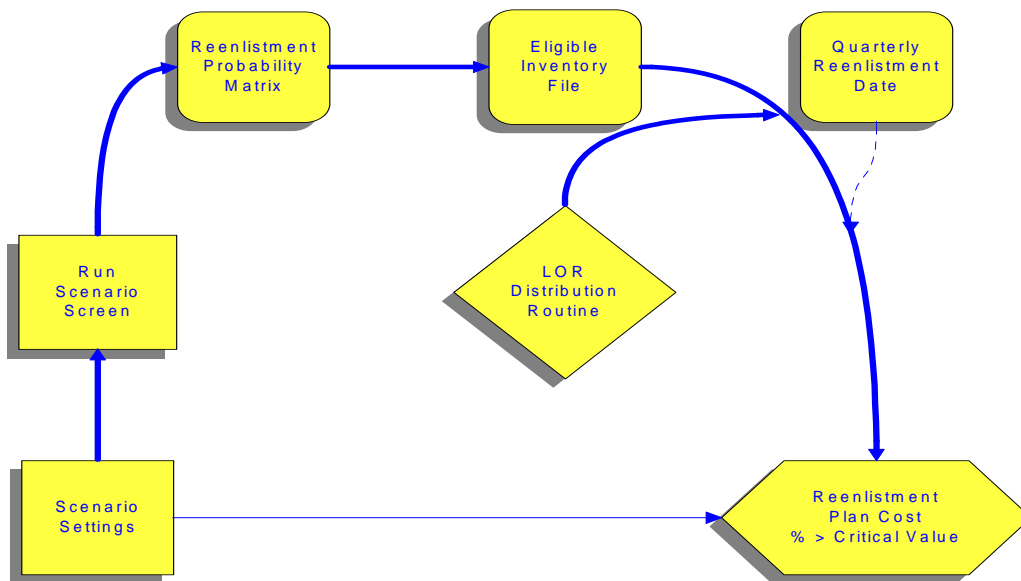 Reenlistment
Probability
Matrix
Eligible
Inventory
File
Quarterly
Reenlistment
Date
Run
Scenario
Screen
LOR
Distribution
Routine
Scenario
Settings
Reenlistment
Plan Cost
% > Critical Value